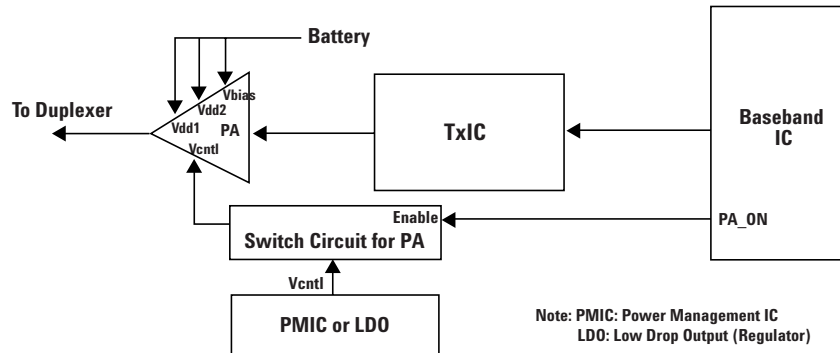 Battery
To Duplexer
Vbias
Vdd2
Vdd1
PA
Vcntl
TxIC
Baseband
IC
Enable
PA_ON
Switch Circuit for PA
Vcntl
PMIC or LDO
Note: PMIC: Power Management IC
LDO: Low Drop Output (Regulator)